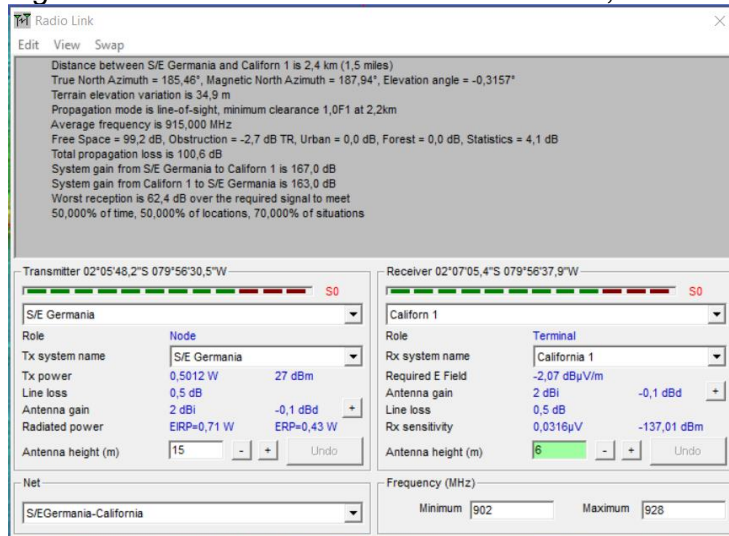 Radio Link
Edit View Swap
Distance between S/E Germania and Californ 1 is 2,4 km (1,5 miles)
True North Azimuth = 185,46°, Magnetic North Azimuth = 187,94°, Elevation angle = -0,3157°
Terrain elevation variation is 34,9 m
Propagation mode is line-of-sight, minimum clearance 1,0F1 at 2,2km
Average frequency is 915,000 MHz
Free Space = 99,2 dB, Obstruction = -2,7 dB TR, Urban = 0,0 dB, Forest = 0,0 dB, Statistics = 4,1 dB
Total propagation loss is 100,6 dB
System gain from S/E Germania to Californ 1 is 167,0 dB
System gain from Californ 1 to S/E Germania is 163,0 dB
Worst reception is 62,4 dB over the required signal to meet
50,000% of time, 50,000% of locations, 70,000% of situations
Transmitter 02°05'48,2"S 079°56'30,5"W
S0
S/E Germania
Role Node
Tx system name S/E Germania
Tx power 0,5012 W 27 dBm
Line loss 0,5 dB
Antenna gain 2 dBi -0,1 dBd +
Radiated power EIRP=0,71 W ERP=0,43 W
Antenna height (m) 15 - + Undo
Net
S/EGermania-California
Receiver 02°07'05,4"S 079°56'37,9"W
S0
Californ 1
Role Terminal
Rx system name California 1
Required E Field -2,07 dBµV/m
Antenna gain 2 dBi -0,1 dBd +
Line loss 0,5 dB
Rx sensitivity 0,0316µV -137,01 dBm
Antenna height (m) 6 - + Undo
Frequency (MHz)
Minimum 902 Maximum 928